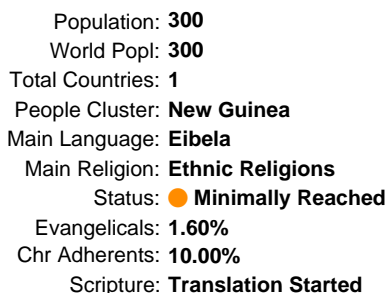 Population: 300
World Popl: 300
Total Countries: 1
People Cluster: New Guinea
Main Language: Eibela
Main Religion: Ethnic Religions
Status: Minimally Reached
Evangelicals: 1.60%
Chr Adherents: 10.00%
Scripture: Translation Started